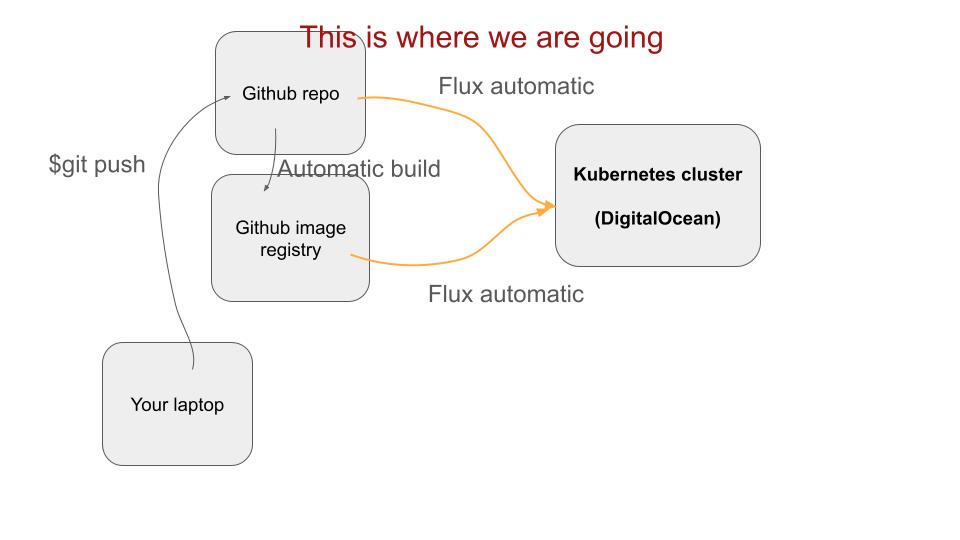 This is where we are going
Github repo
Flux automatic
$git push
Automatic build
Kubernetes cluster
(DigitalOcean)
Github image
registry
Flux automatic
Your laptop